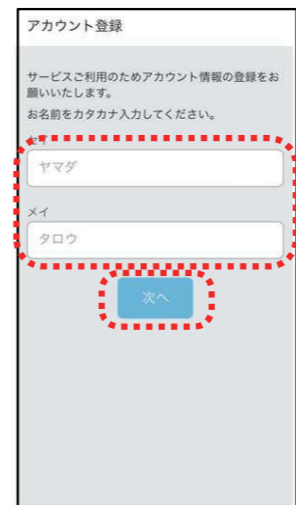 アカウント登録
サービスご利用のためアカウント情報の登録をお
願いいたします。
お名前をカタカナ入力してください。
セイ
ヤマダ
メイ
タロウ
次へ